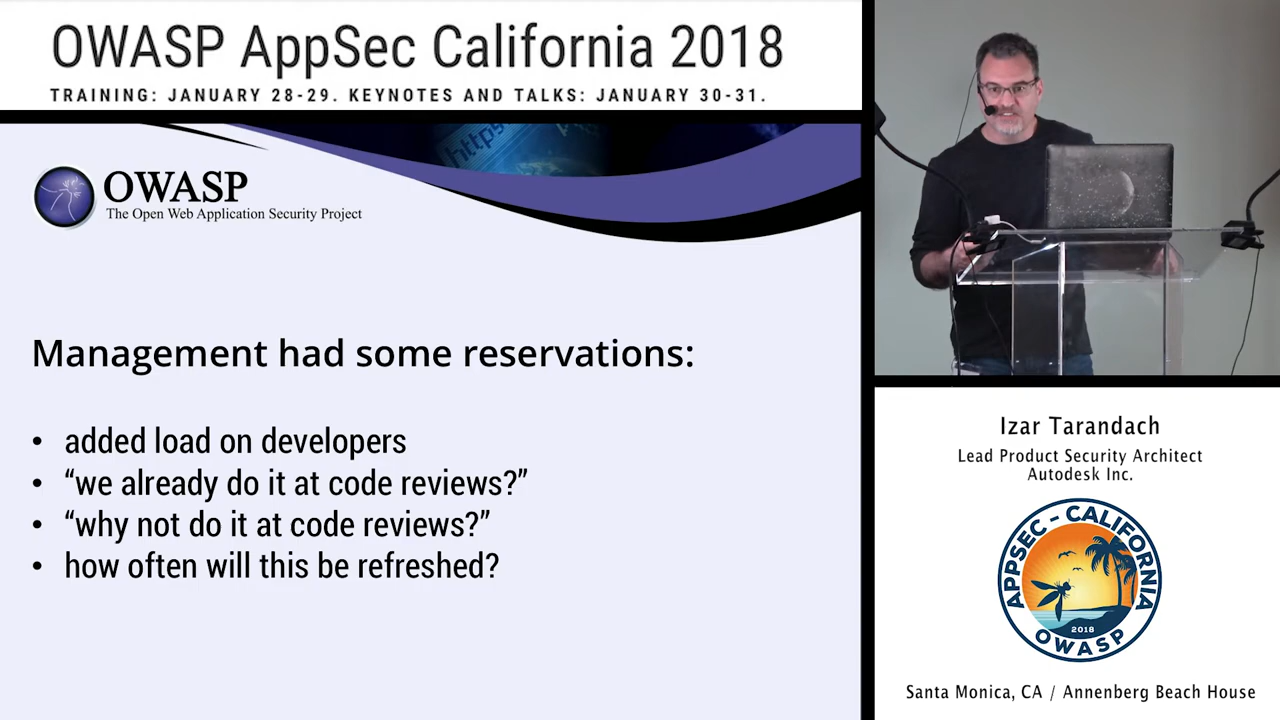 OWASP AppSec California 2018
TRAINING: JANUARY 28-29. KEYNOTES AND TALKS: JANUARY 30-31.
https
OWASP
The Open Web Application Security Project
Management had some reservations:
• added load on developers
• “we already do it at code reviews?”
• “why not do it at code reviews?”
• how often will this be refreshed?
Izar Tarandach
Lead Product Security Architect
Autodesk Inc.
APPSEC - CALIFORNIA
2018
OWASP
Santa Monica, CA / Annenberg Beach House